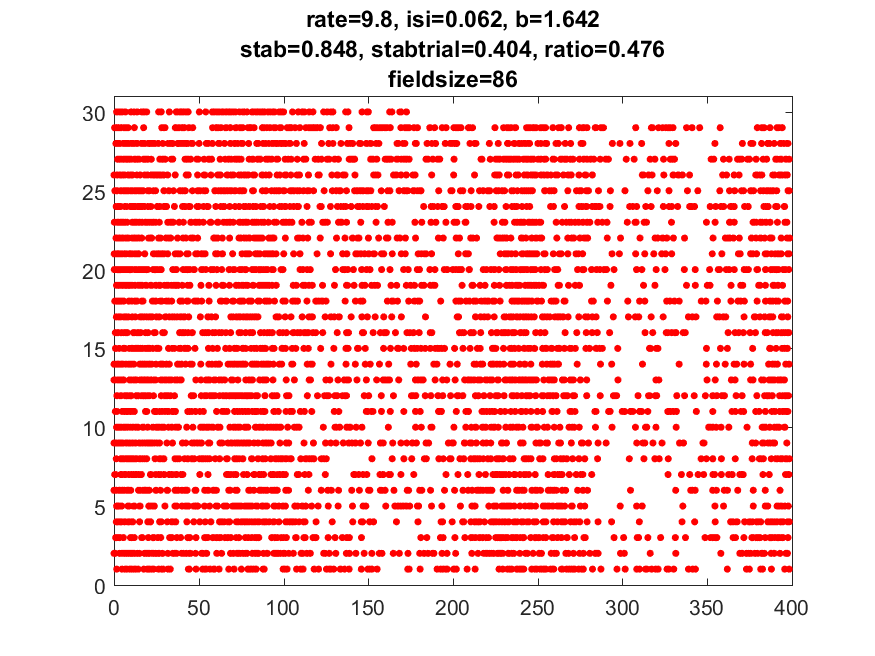 rate=9.8, isi=0.062, b=1.642
stab=0.848, stabtrial=0.404, ratio=0.476
fieldsize=86
30
25
20
15
10
5
0
0 50 100 150 200 250 300 350 400